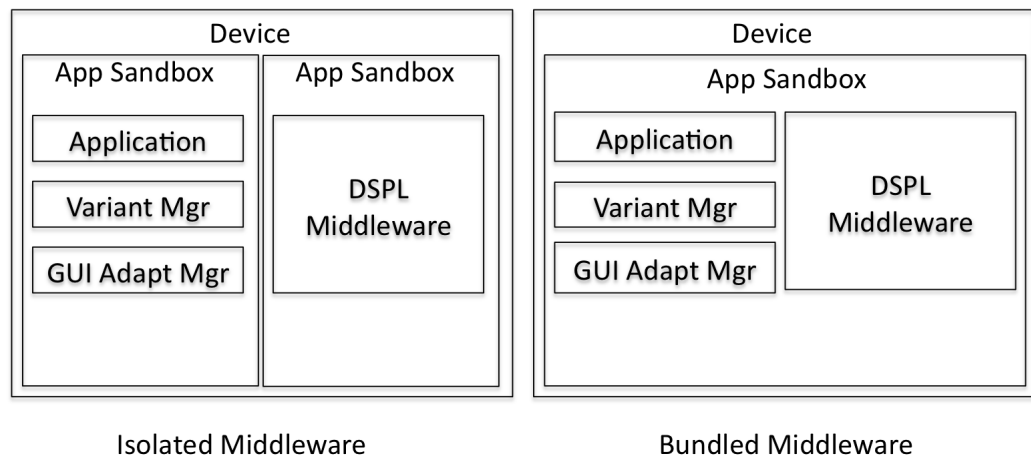 Device
App Sandbox
Application
Variant Mgr
GUI Adapt Mgr
App Sandbox
DSPL
Middleware
Isolated Middleware
Device
App Sandbox
Application
Variant Mgr
GUI Adapt Mgr
DSPL
Middleware
Bundled Middleware